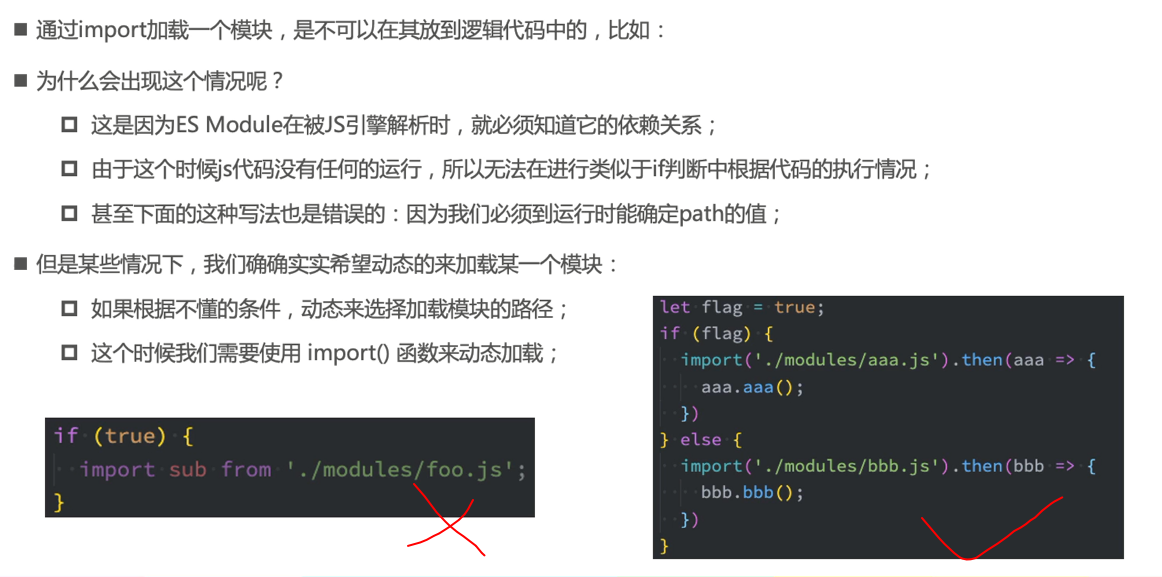 通过import加载一个模块，是不可以在其放到逻辑代码中的，比如：
为什么会出现这个情况呢？
这是因为ES Module在被JS引擎解析时，就必须知道它的依赖关系；
由于这个时候js代码没有任何的运行，所以无法在进行类似于if判断中根据代码的执行情况；
甚至下面的这种写法也是错误的：因为我们必须到运行时能确定path的值；
但是某些情况下，我们确确实实希望动态的来加载某一个模块：
如果根据不懂的条件，动态来选择加载模块的路径；
这个时候我们需要使用 import() 函数来动态加载；
if (true) {
  import sub from './modules/foo.js';
}
let flag = true;
if (flag) {
  import('./modules/aaa.js').then(aaa => {
    aaa.aaa();
  })
} else {
  import('./modules/bbb.js').then(bbb => {
    bbb.bbb();
  })
}